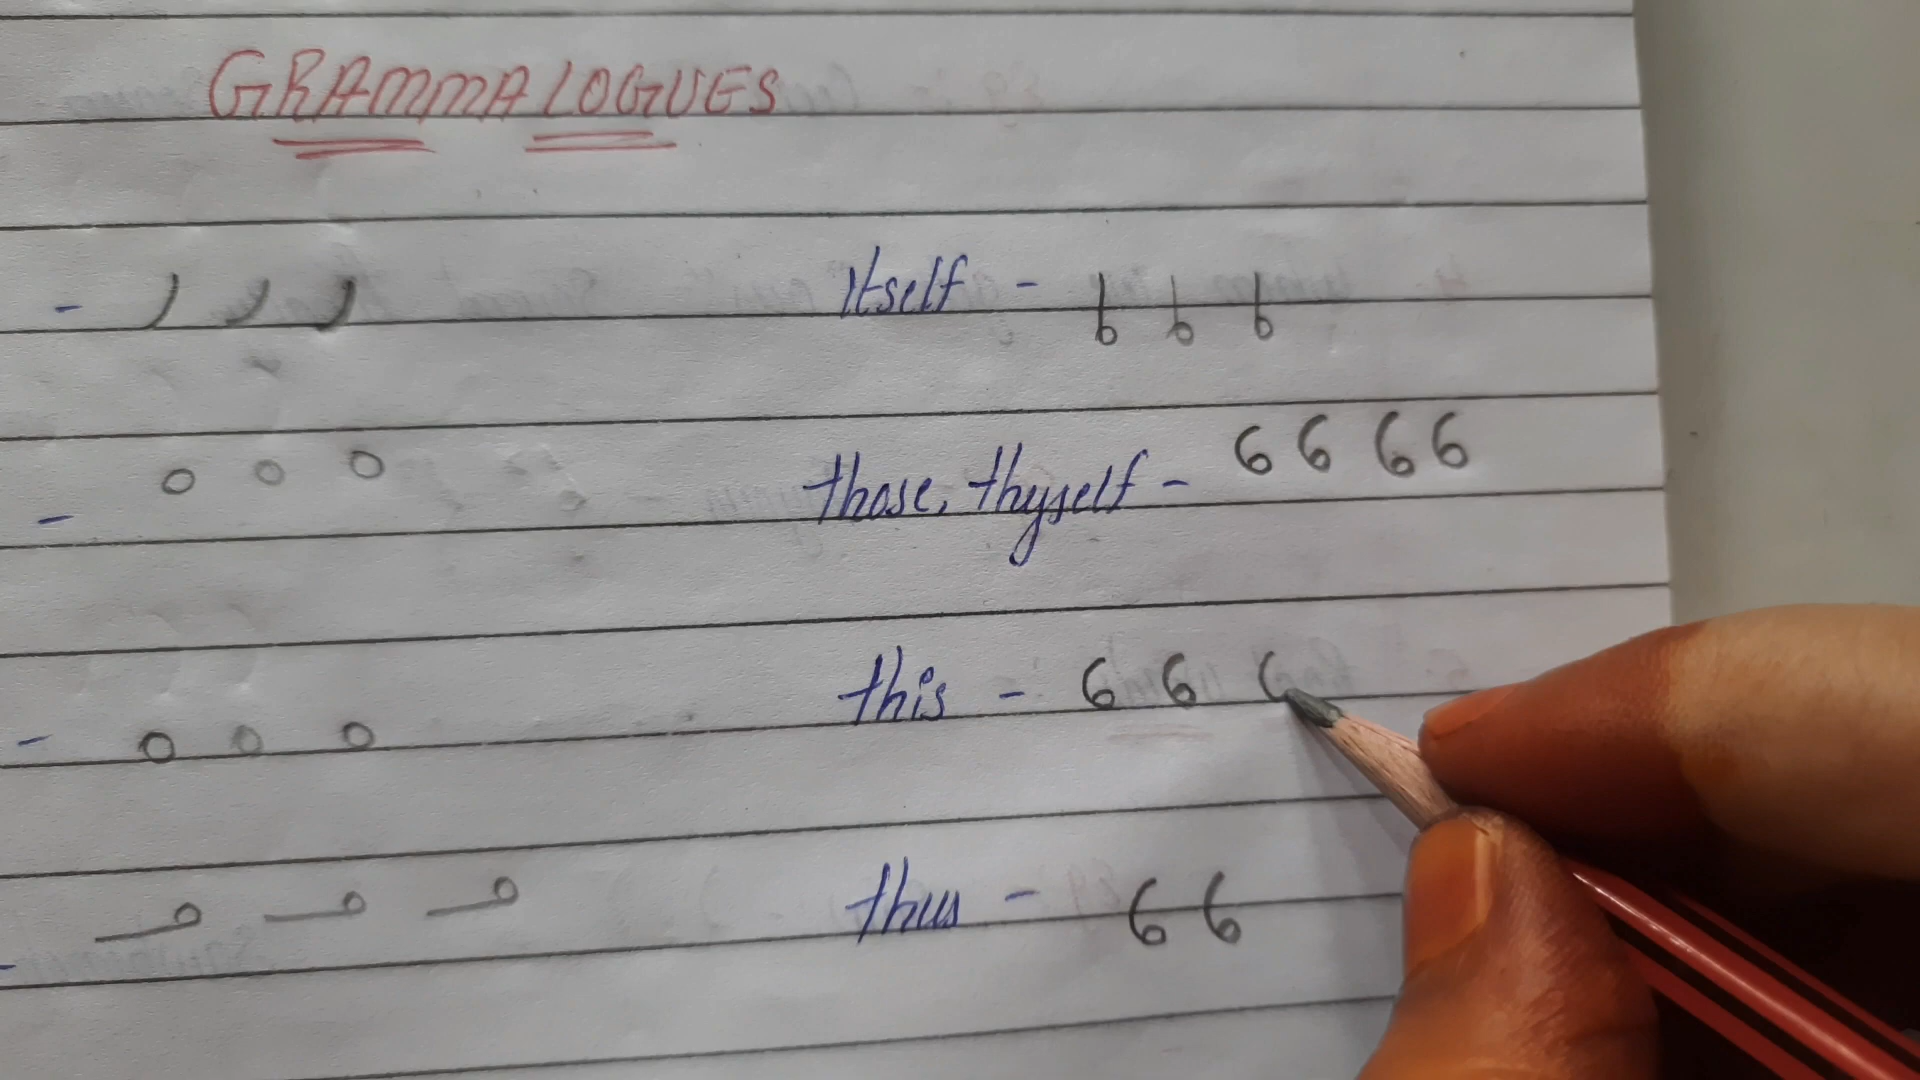 GRAMMALOGUES
Itself -
those, thyself -
this -
thus -